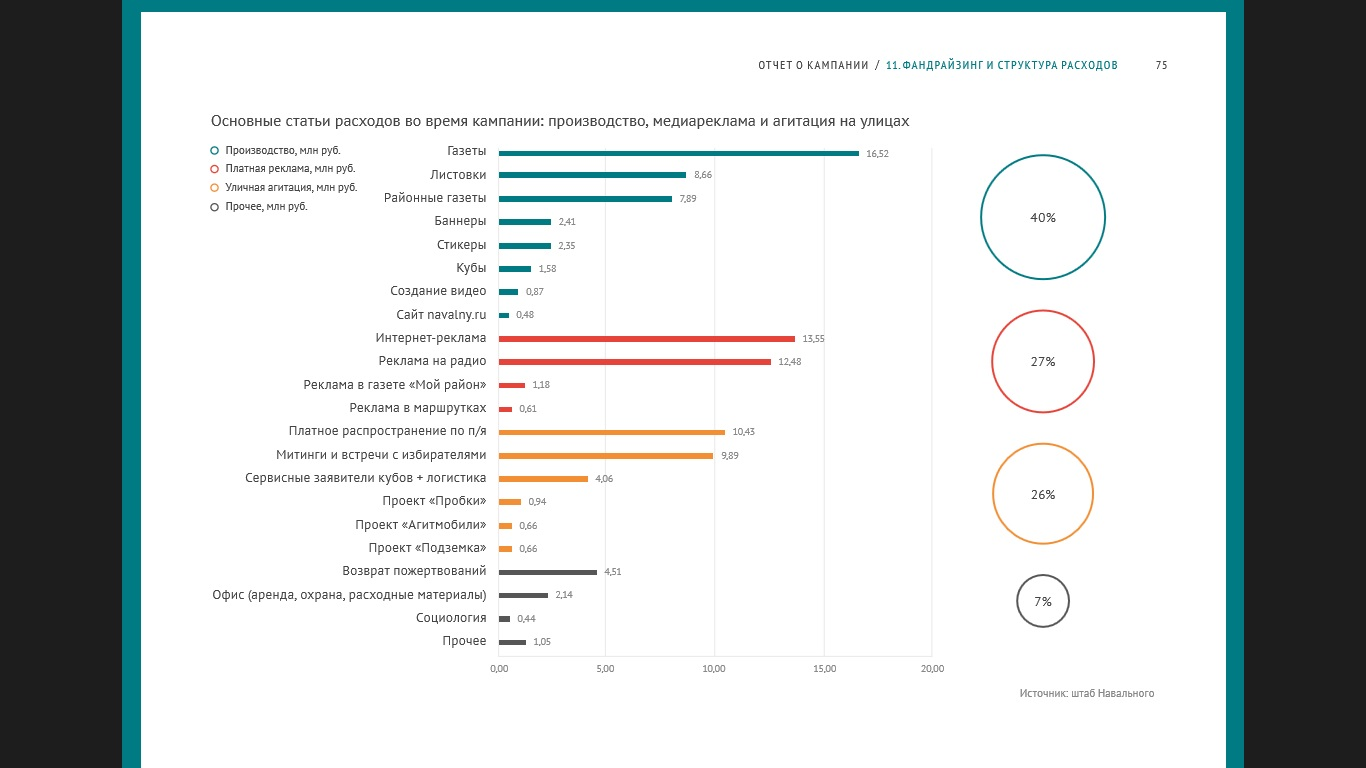 ОТЧЕТ О КАМПАНИИ / 11. ФАНДРАЙЗИНГ И СТРУКТУРА РАСХОДОВ 75
Основные статьи расходов во время кампании: производство, медиареклама и агитация на улицах
Производство, млн руб.
Платная реклама, млн руб.
Уличная агитация, млн руб.
Прочее, млн руб.
Газеты 16,52
Листовки 8,66
Районные газеты 7,89
Баннеры 2,41
Стикеры 2,35
Кубы 1,58
Создание видео 0,87
Сайт navalny.ru 0,48
Интернет-реклама 13,55
Реклама на радио 12,48
Реклама в газете «Мой район» 1,18
Реклама в маршрутках 0,61
Платное распространение по п/я 10,43
Митинги и встречи с избирателями 9,89
Сервисные заявители кубов + логистика 4,06
Проект «Пробки» 0,94
Проект «Агитмобили» 0,66
Проект «Подземка» 0,66
Возврат пожертвований 4,51
Офис (аренда, охрана, расходные материалы) 2,14
Социология 0,44
Прочее 1,05
0,00 5,00 10,00 15,00 20,00
40%
27%
26%
7%
Источник: штаб Навального